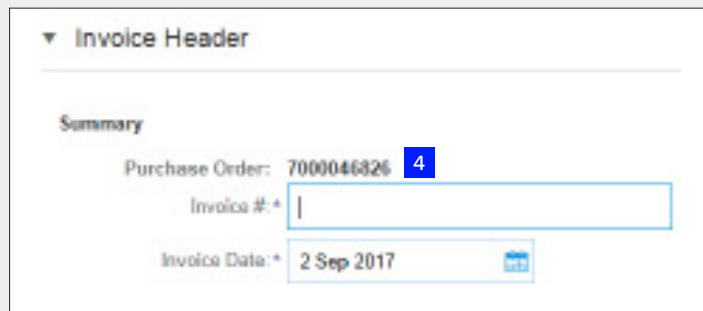 Invoice Header
Summary
Purchase Order: 7000046826 4
Invoice #:*
Invoice Date:* 2 Sep 2017